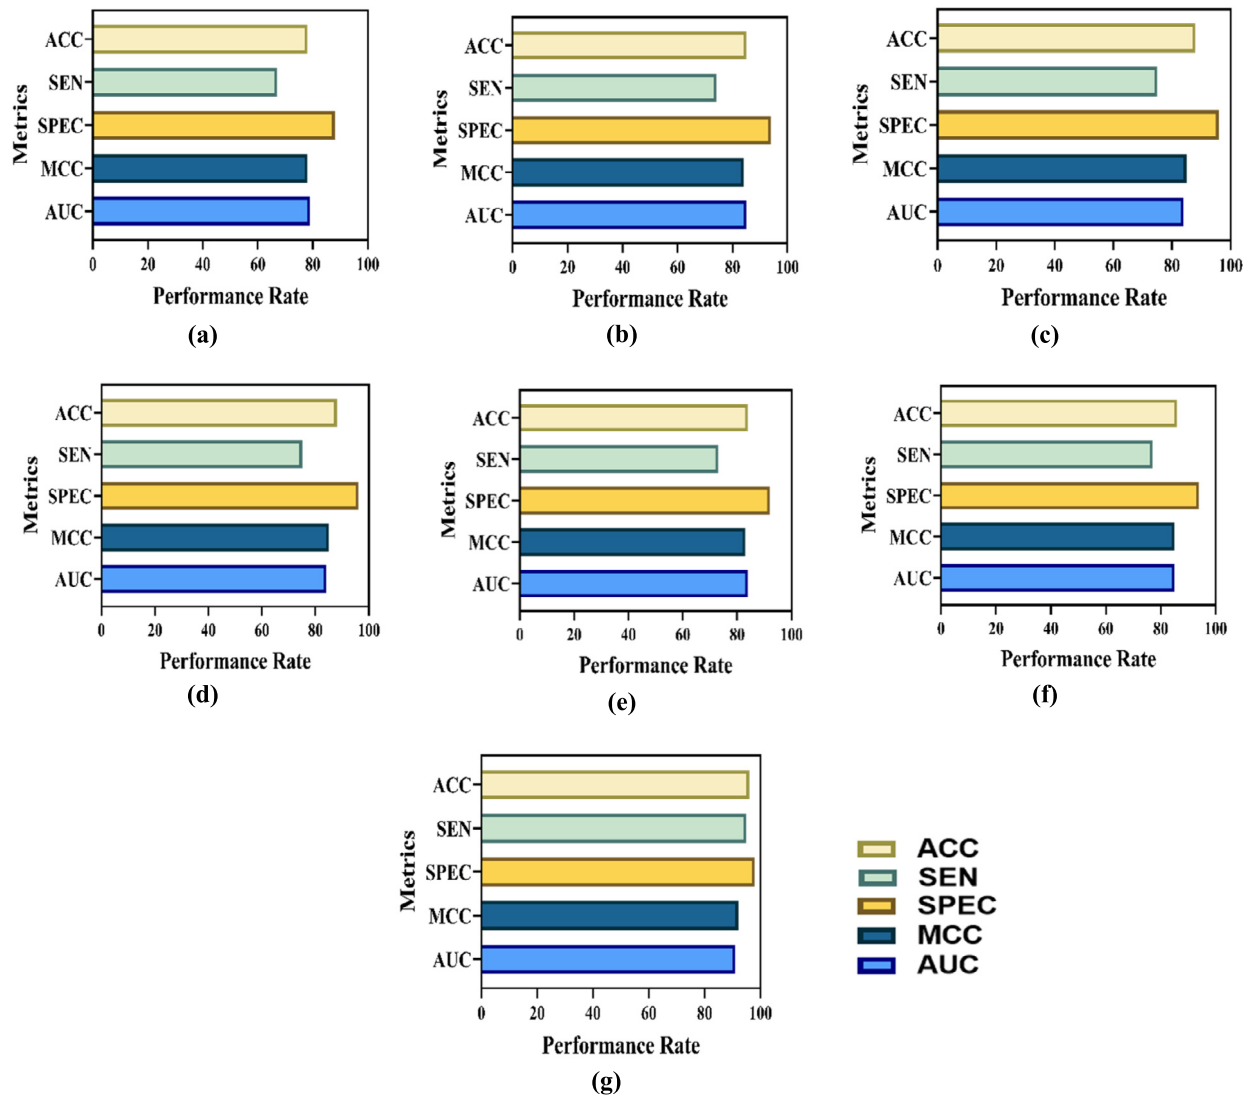 Metrics
ACC
SEN
SPEC
MCC
AUC
0 20 40 60 80 100
Performance Rate
(a)
Metrics
ACC
SEN
SPEC
MCC
AUC
0 20 40 60 80 100
Performance Rate
(b)
Metrics
ACC
SEN
SPEC
MCC
AUC
0 20 40 60 80 100
Performance Rate
(c)
Metrics
ACC
SEN
SPEC
MCC
AUC
0 20 40 60 80 100
Performance Rate
(d)
Metrics
ACC
SEN
SPEC
MCC
AUC
0 20 40 60 80 100
Performance Rate
(e)
Metrics
ACC
SEN
SPEC
MCC
AUC
0 20 40 60 80 100
Performance Rate
(f)
Metrics
ACC
SEN
SPEC
MCC
AUC
0 20 40 60 80 100
Performance Rate
(g)
ACC
SEN
SPEC
MCC
AUC